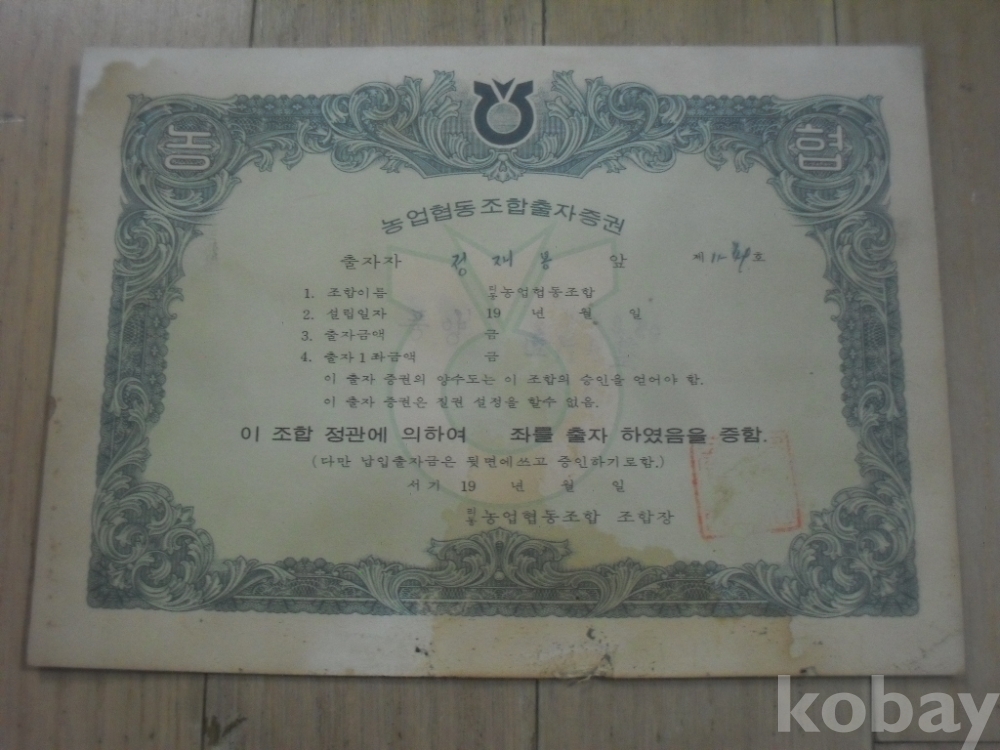 농 협
농업협동조합출자증권
출자자 정재봉 앞 제 호
1. 조합이름 리동 농업협동조합
2. 설립일자 19 년 월 일
3. 출자금액 금
4. 출자 1 좌금액 금
이 출자 증권의 양수도는 이 조합의 승인을 얻어야 함.
이 출자 증권은 질권 설정을 할수 없음.
이 조합 정관에 의하여 좌를 출자 하였음을 증함.
(다만 납입출자금은 뒷면에쓰고 증인하기로함.)
서기 19 년 월 일
리동 농업협동조합 조합장
kobay